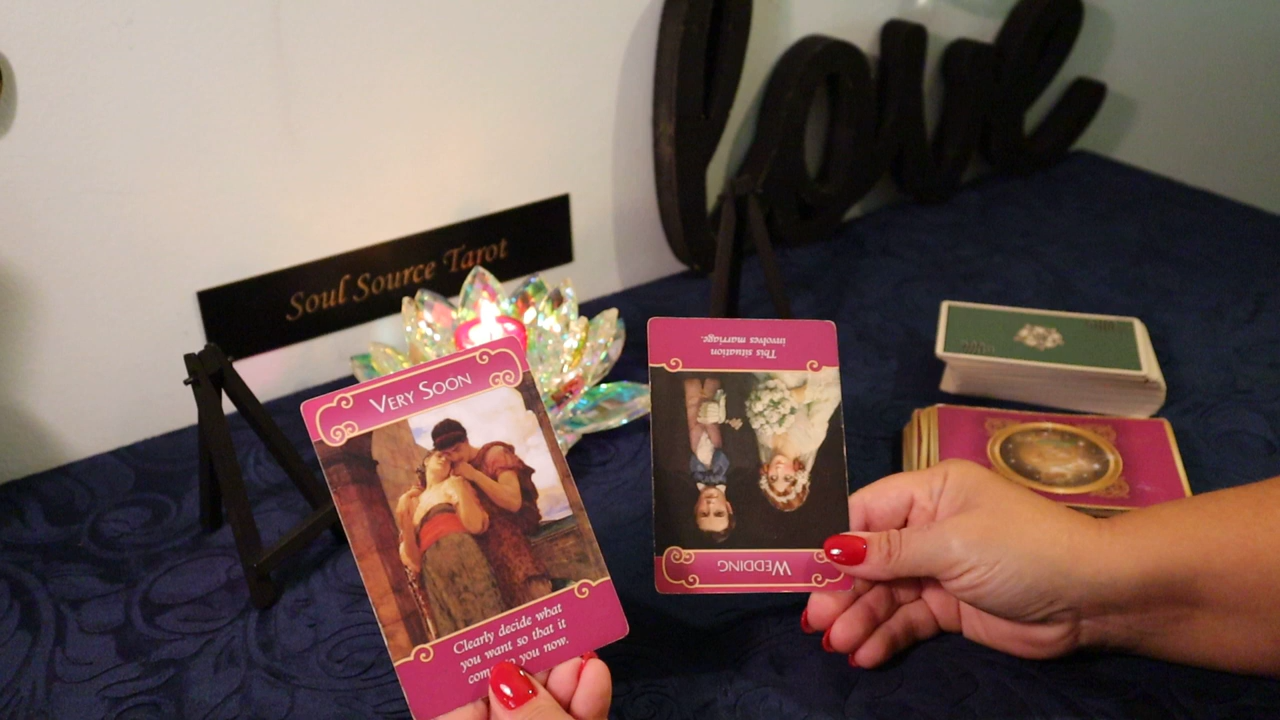 love
Soul Source Tarot
VERY SOON
Clearly decide what
you want so that it
you now.
WEDDING
This situation
involves marriage.